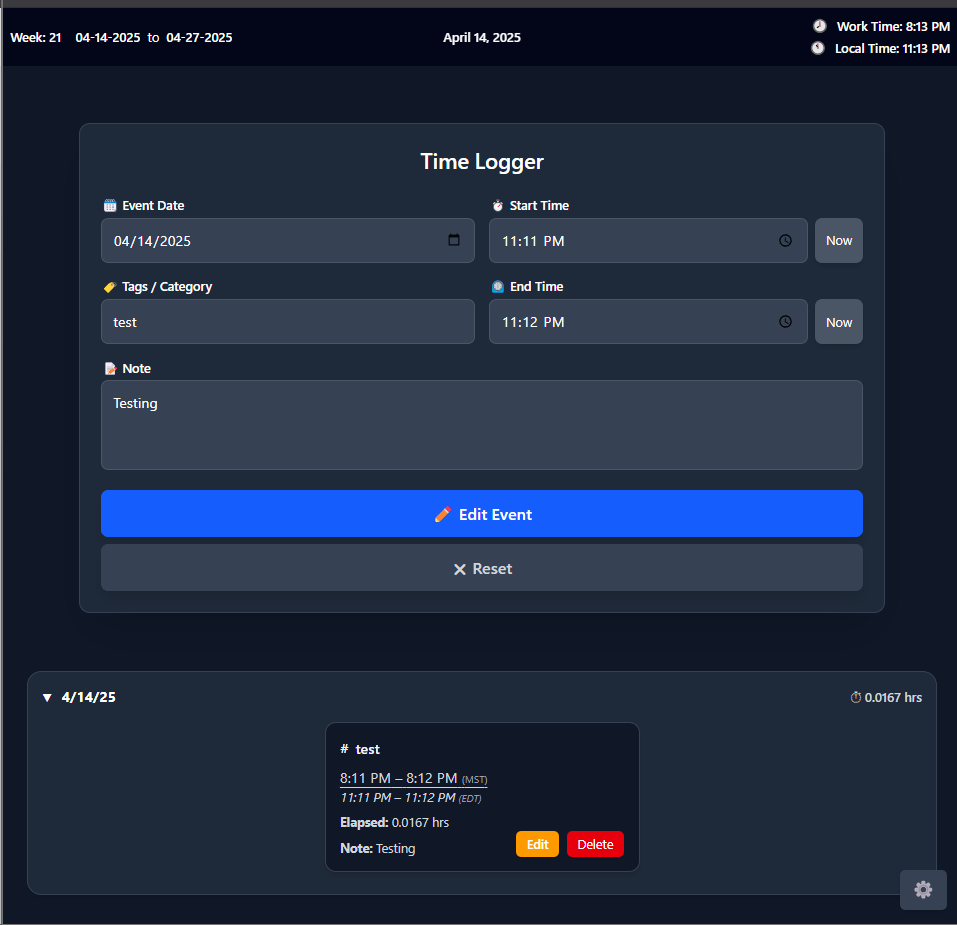 Week: 21 04-14-2025 to 04-27-2025
April 14, 2025
Work Time: 8:13 PM
Local Time: 11:13 PM
Time Logger
Event Date
Start Time
04/14/2025
11:11 PM
Now
Tags / Category
End Time
test
11:12 PM
Now
Note
Testing
Edit Event
Reset
4/14/25
0.0167 hrs
# test
8:11 PM – 8:12 PM (MST)
11:11 PM – 11:12 PM (EDT)
Elapsed: 0.0167 hrs
Note: Testing
Edit
Delete